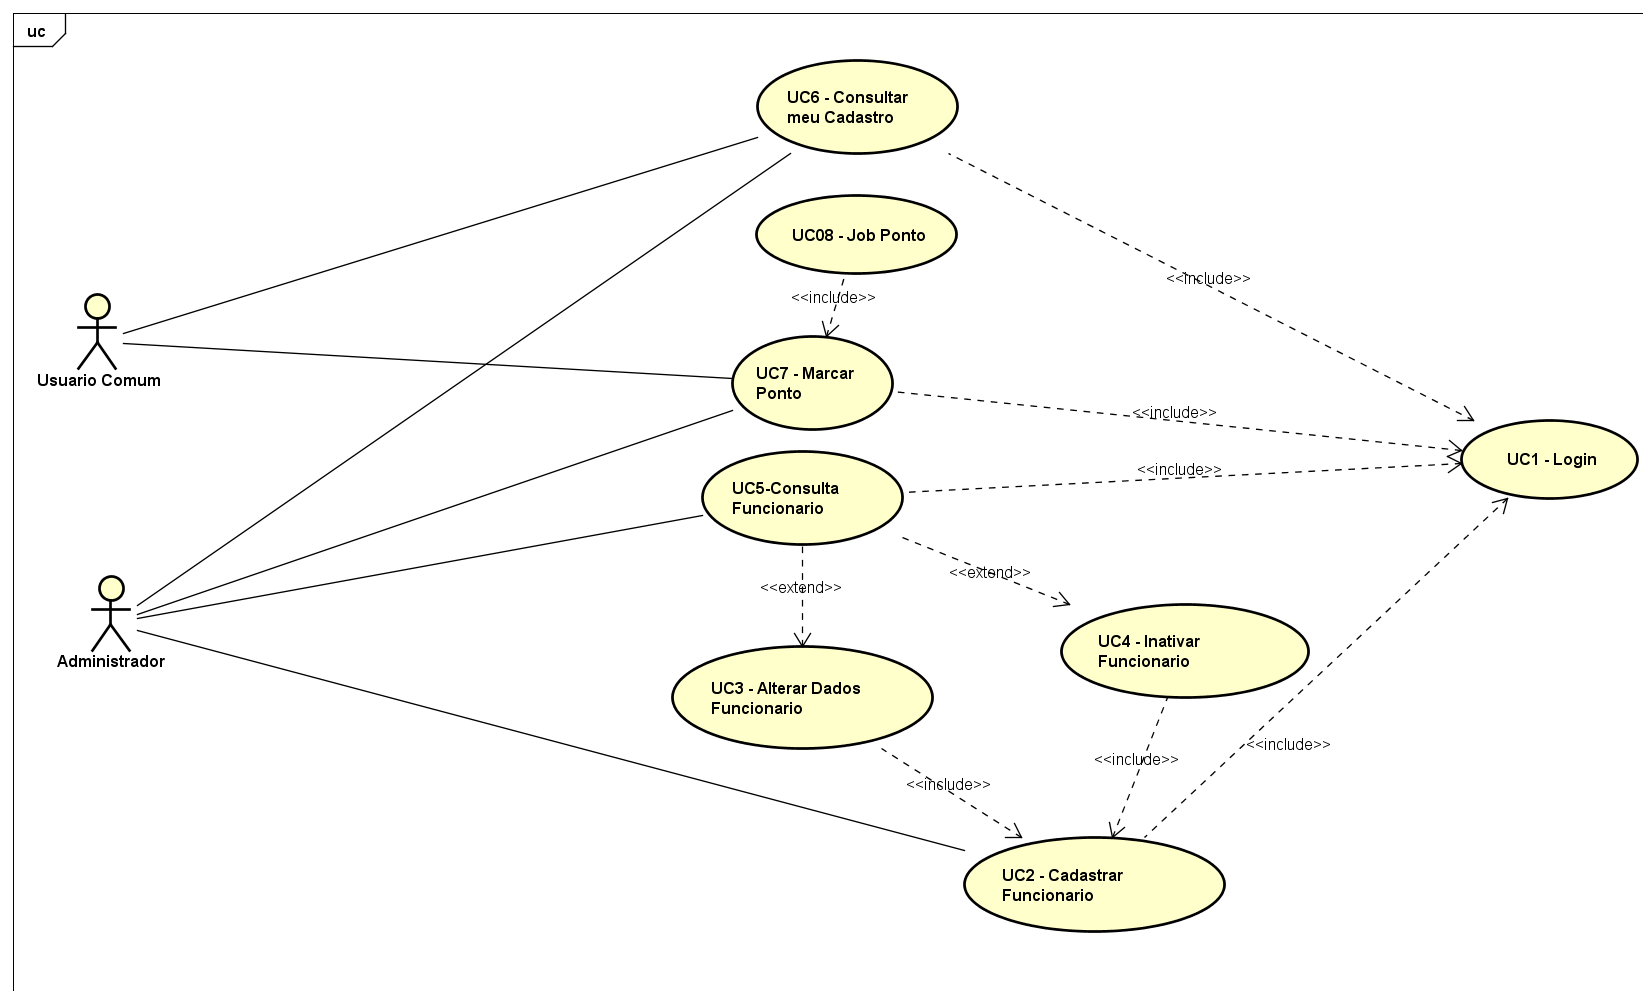 uc
UC6 - Consultar
meu Cadastro
UC08 - Job Ponto
<<include>>
<<include>>
Usuario Comum
UC7 - Marcar
Ponto
<<include>>
UC1 - Login
<<include>>
UC5-Consulta
Funcionario
<<extend>>
<<extend>>
Administrador
UC4 - Inativar
Funcionario
UC3 - Alterar Dados
Funcionario
<<include>>
<<include>>
<<include>>
UC2 - Cadastrar
Funcionario